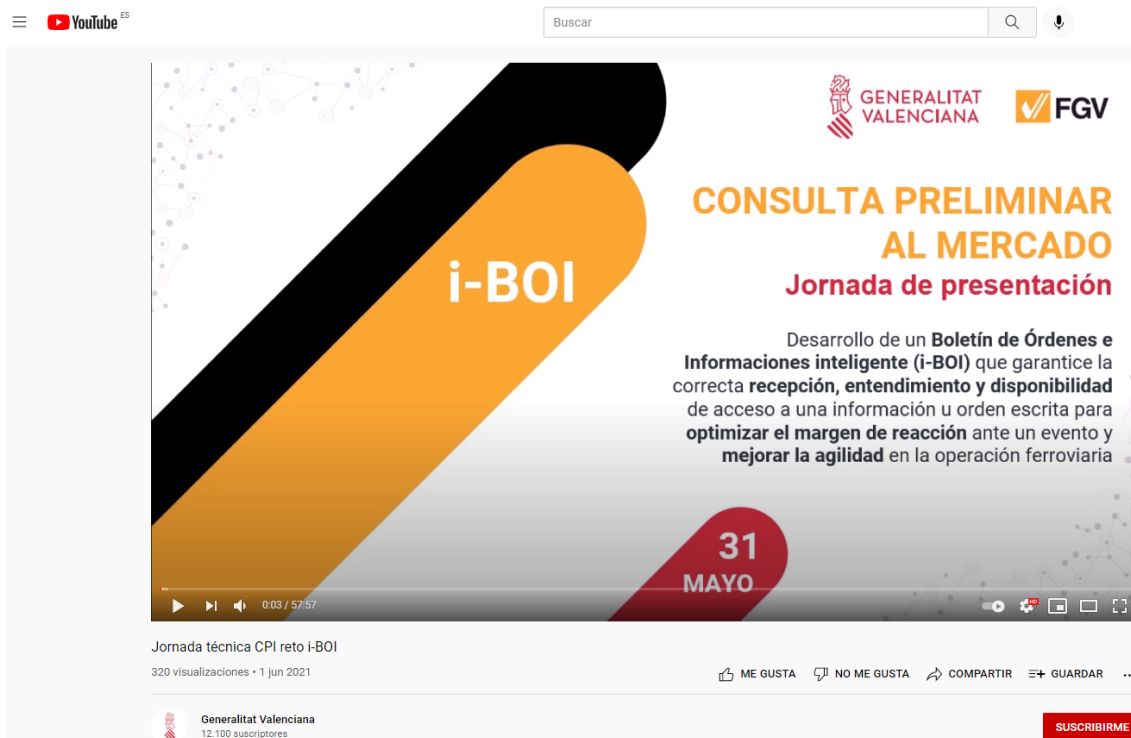 YouTube ES
Buscar
GENERALITAT
VALENCIANA
FGV
CONSULTA PRELIMINAR
AL MERCADO
Jornada de presentación
i-BOI
Desarrollo de un Boletín de Órdenes e
Informaciones inteligente (i-BOI) que garantice la
correcta recepción, entendimiento y disponibilidad
de acceso a una información u orden escrita para
optimizar el margen de reacción ante un evento y
mejorar la agilidad en la operación ferroviaria
31
MAYO
0:03 / 57:57
HD
Jornada técnica CPI reto i-BOI
320 visualizaciones • 1 jun 2021
ME GUSTA NO ME GUSTA COMPARTIR GUARDAR
Generalitat Valenciana
12.100 suscriptores
SUSCRIBIRME